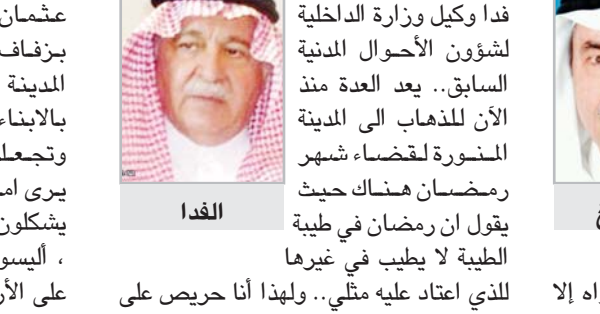 اه إلا
فدا وكيل وزارة الداخلية
لشؤون الأحوال المدنية
السابق.. يعد العدة منذ
الآن للذهاب الى المدينة
المنورة لقضاء شهر
رمضان هناك حيث
يقول ان رمضان في طيبة
الطيبة لا يطيب في غيرها
للذي اعتاد عليه مثلي.. ولهذا أنا حريص على
الفدا
عثمان
بزفاف
المدينة
بالابناء
وتجعل
يرى ام
يشكلون
، أليسو
على الأر